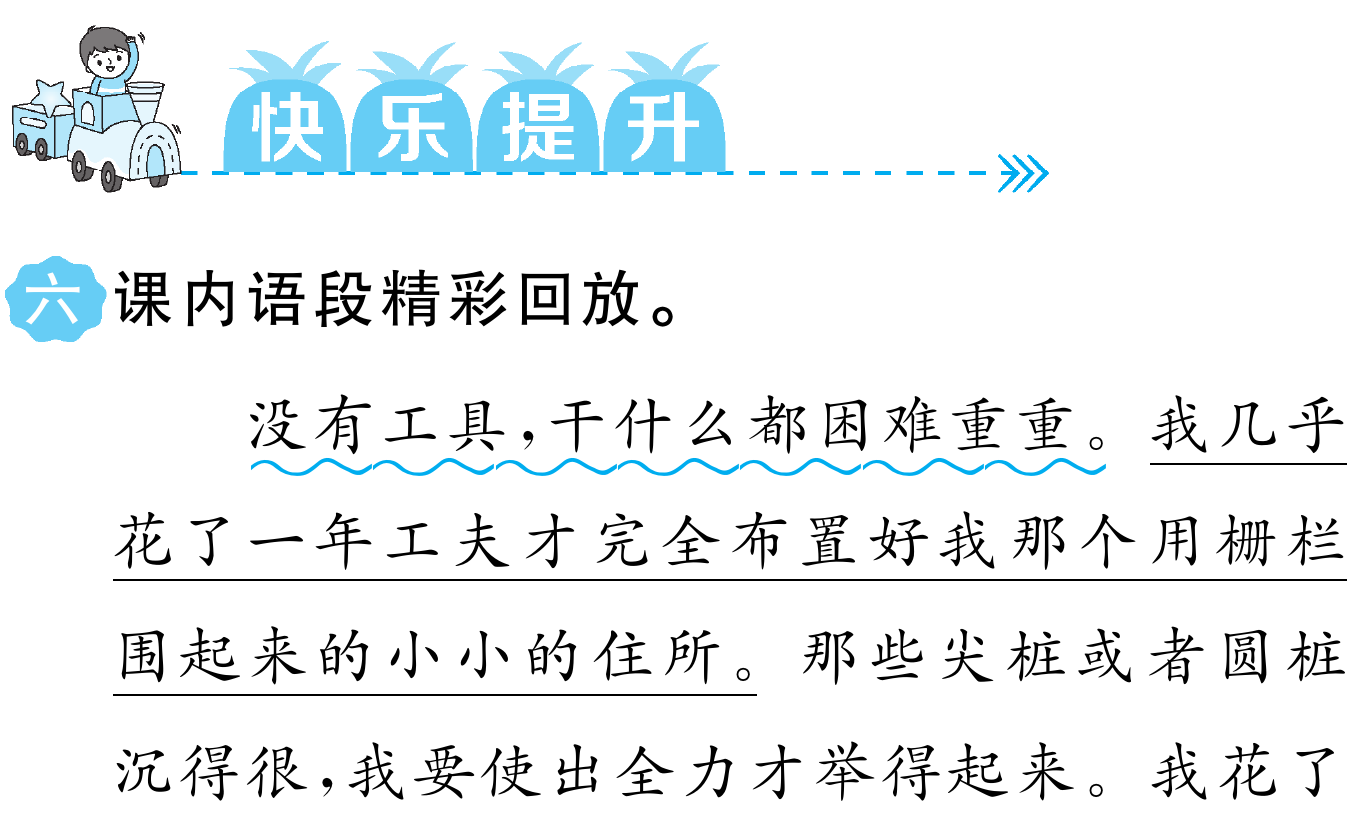 快乐提升
六 课内语段精彩回放。
没有工具,干什么都困难重重。我几乎
花了一年工夫才完全布置好我那个用栅栏
围起来的小小的住所。那些尖桩或者圆桩
沉得很,我要使出全力才举得起来。我花了